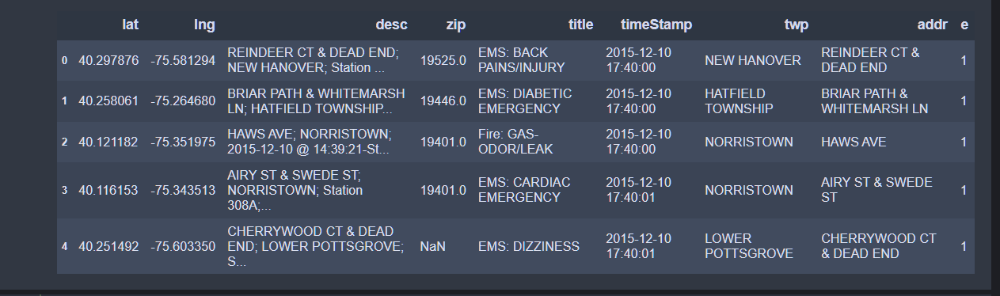 lat lng desc zip title timeStamp twp addr e
0 40.297876 -75.581294 REINDEER CT & DEAD END; NEW HANOVER; Station ... 19525.0 EMS: BACK PAINS/INJURY 2015-12-10 17:40:00 NEW HANOVER REINDEER CT & DEAD END 1
1 40.258061 -75.264680 BRIAR PATH & WHITEMARSH LN; HATFIELD TOWNSHIP... 19446.0 EMS: DIABETIC EMERGENCY 2015-12-10 17:40:00 HATFIELD TOWNSHIP BRIAR PATH & WHITEMARSH LN 1
2 40.121182 -75.351975 HAWS AVE; NORRISTOWN; 2015-12-10 @ 14:39:21-St... 19401.0 Fire: GAS-ODOR/LEAK 2015-12-10 17:40:00 NORRISTOWN HAWS AVE 1
3 40.116153 -75.343513 AIRY ST & SWEDE ST; NORRISTOWN; Station 308A;... 19401.0 EMS: CARDIAC EMERGENCY 2015-12-10 17:40:01 NORRISTOWN AIRY ST & SWEDE ST 1
4 40.251492 -75.603350 CHERRYWOOD CT & DEAD END; LOWER POTTSGROVE; S... NaN EMS: DIZZINESS 2015-12-10 17:40:01 LOWER POTTSGROVE CHERRYWOOD CT & DEAD END 1